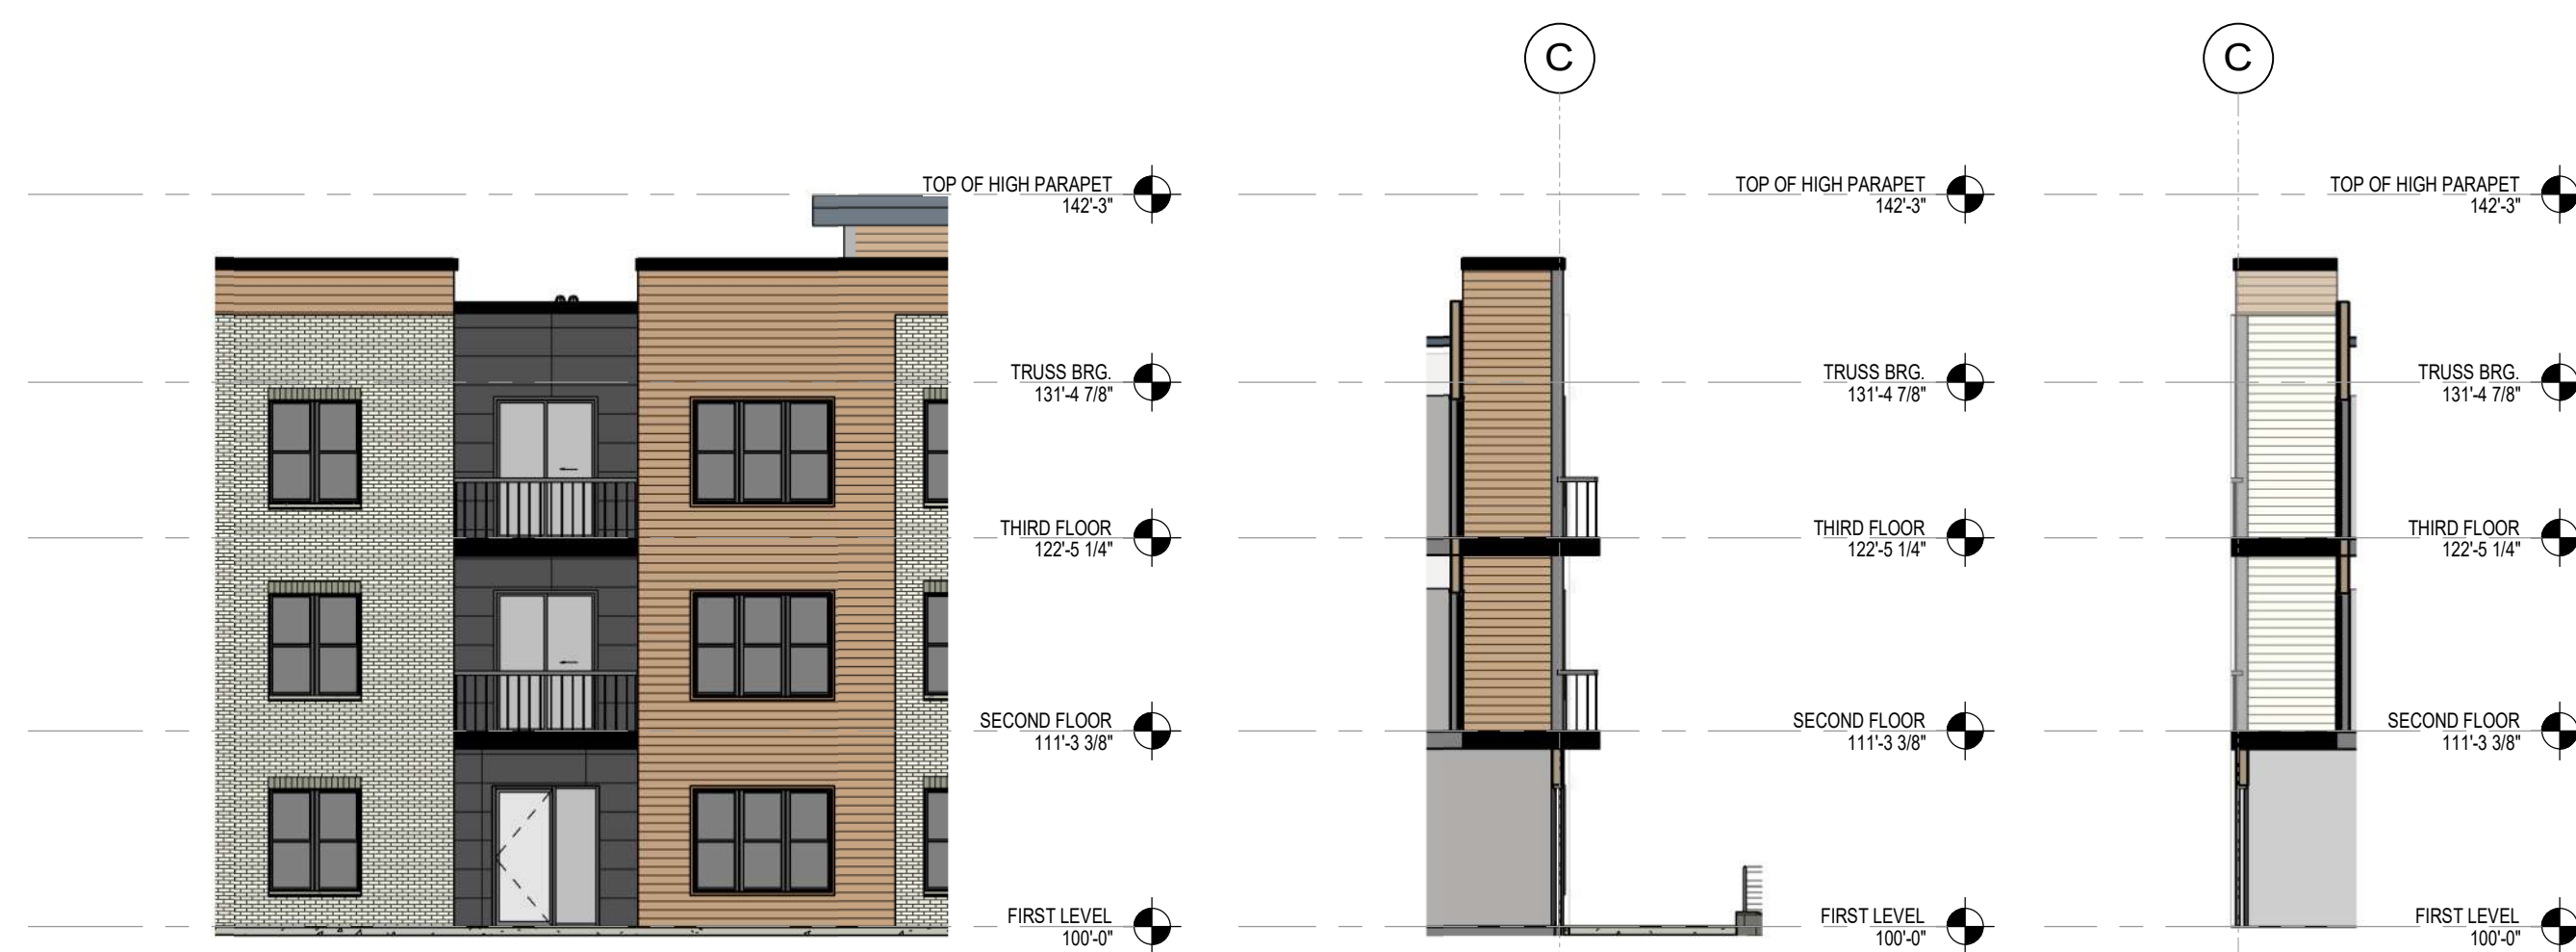 C
C
TOP OF HIGH PARAPET
142'-3"
TOP OF HIGH PARAPET
142'-3"
TOP OF HIGH PARAPET
142'-3"
TRUSS BRG.
131'-4 7/8"
TRUSS BRG.
131'-4 7/8"
TRUSS BRG.
131'-4 7/8"
THIRD FLOOR
122'-5 1/4"
THIRD FLOOR
122'-5 1/4"
THIRD FLOOR
122'-5 1/4"
SECOND FLOOR
111'-3 3/8"
SECOND FLOOR
111'-3 3/8"
SECOND FLOOR
111'-3 3/8"
FIRST LEVEL
100'-0"
FIRST LEVEL
100'-0"
FIRST LEVEL
100'-0"